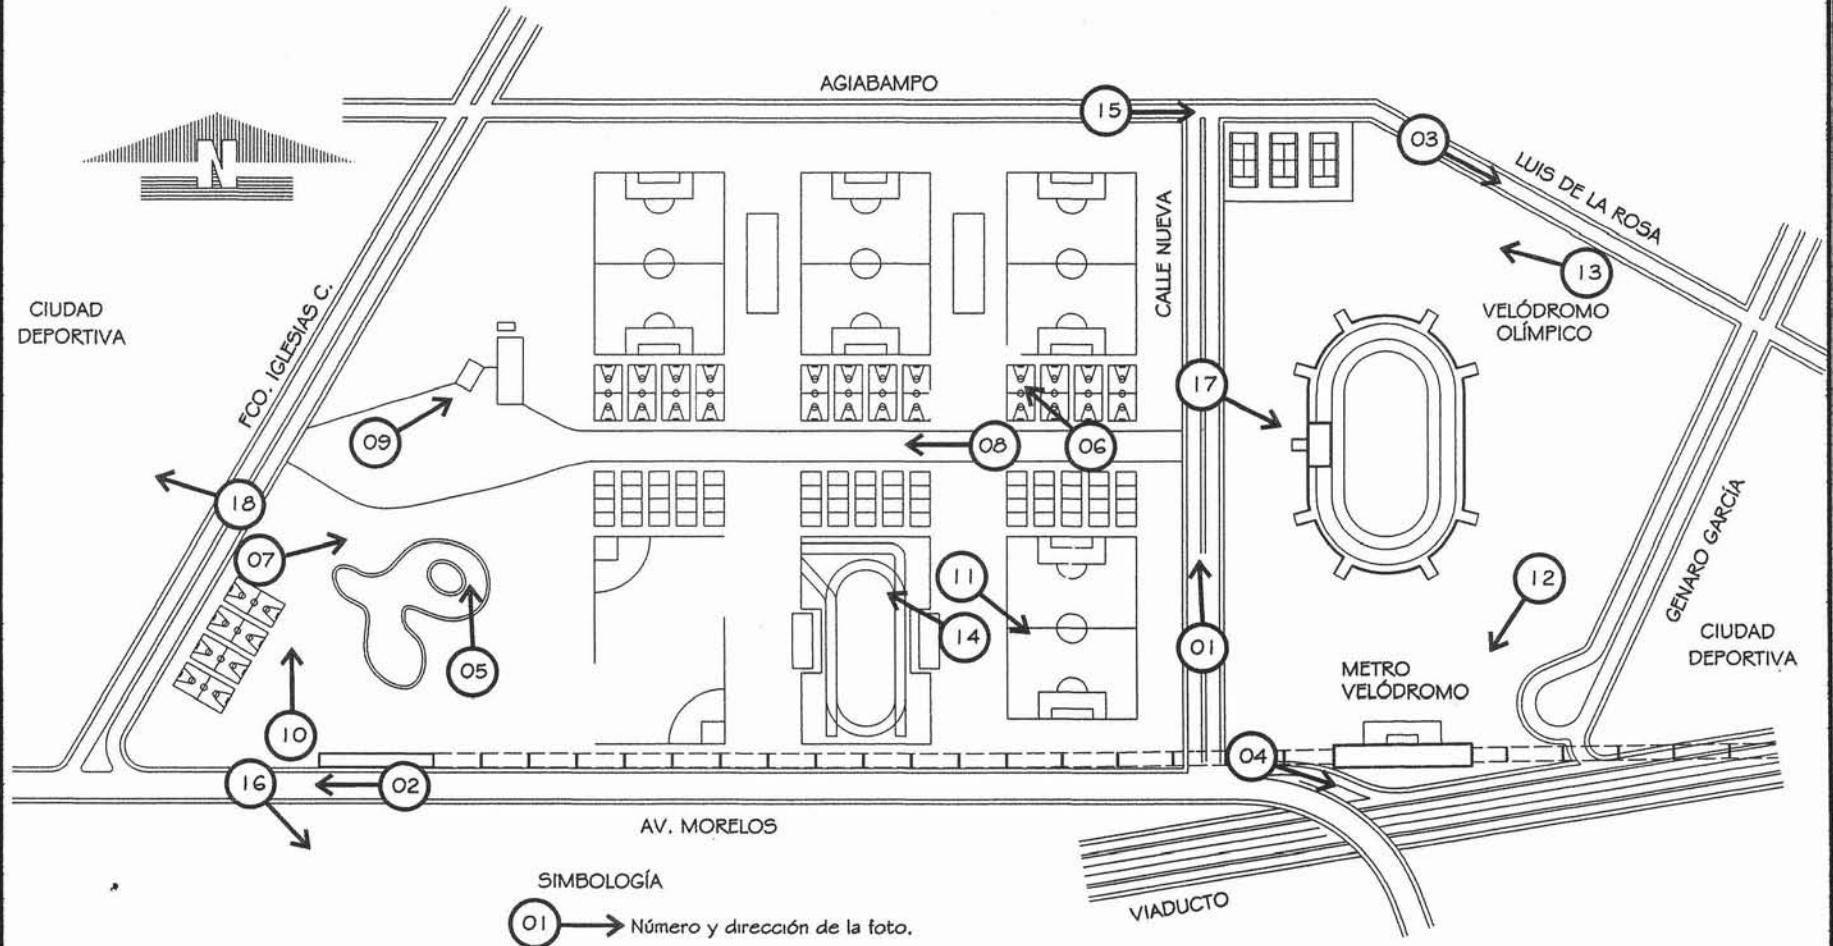 AGIABAMPO
15
03
LUIS DE LA ROSA
N
CALLE NUEVA
13
CIUDAD
DEPORTIVA
FCO. IGLESIAS C.
VELÓDROMO
OLÍMPICO
17
09
08
06
18
07
GENARO GARCÍA
11
12
14
01
05
CIUDAD
DEPORTIVA
METRO
VELÓDROMO
10
04
16
02
AV. MORELOS
SIMBOLOGÍA
VIADUCTO
01
Número y dirección de la foto.